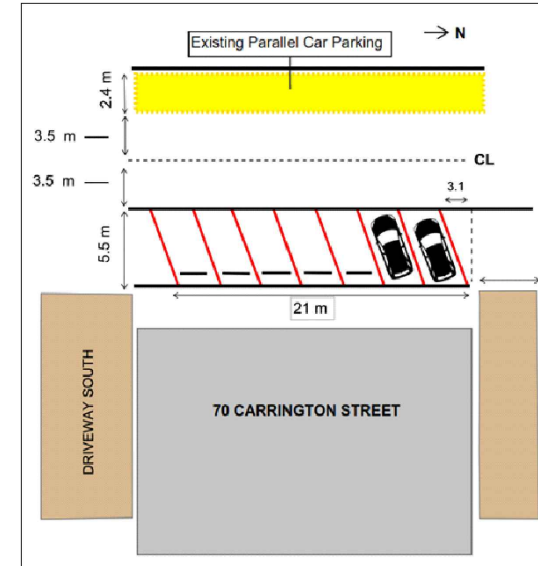 N
Existing Parallel Car Parking
2.4 m
3.5 m
CL
3.5 m
3.1
5.5 m
21 m
70 CARRINGTON STREET
DRIVEWAY SOUTH